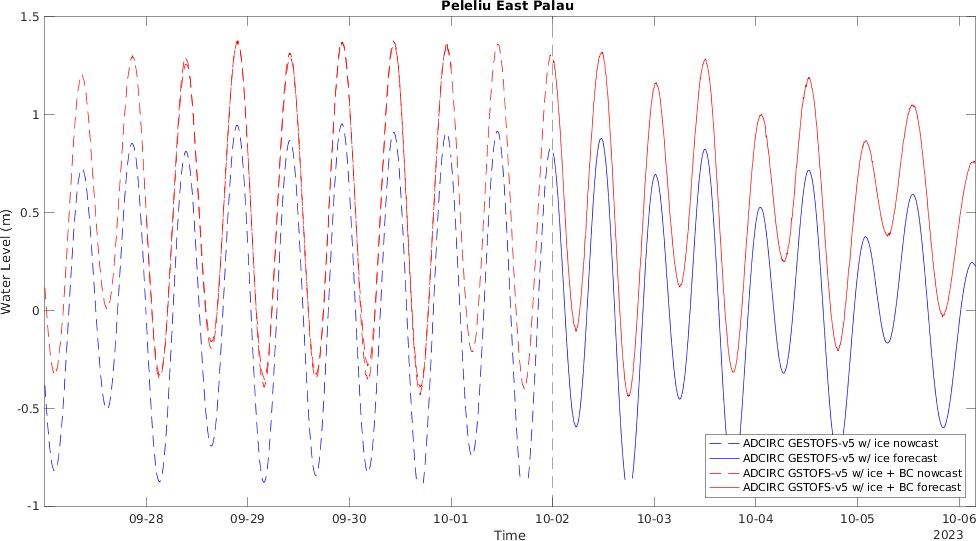 Peleliu East Palau
1.5
1
0.5
0
-0.5
-1
Water Level (m)
ADCIRC GESTOFS-v5 w/ ice nowcast
ADCIRC GESTOFS-v5 w/ ice forecast
ADCIRC GSTOFS-v5 w/ ice + BC nowcast
ADCIRC GSTOFS-v5 w/ ice + BC forecast
09-28 09-29 09-30 10-01 10-02 10-03 10-04 10-05 10-06
Time
2023